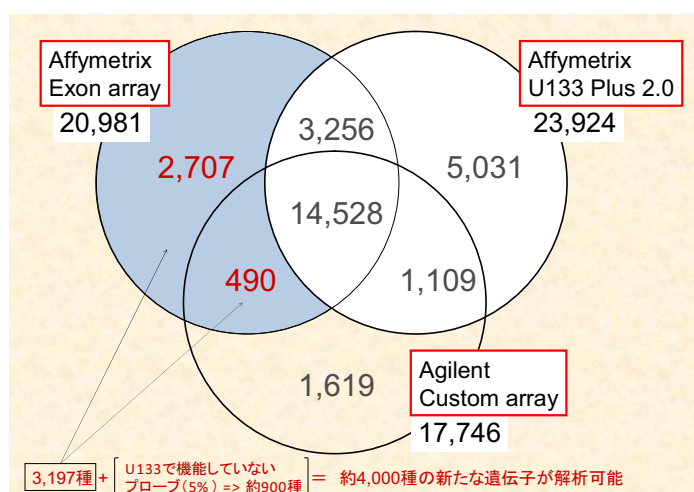 Affymetrix
Exon array
20,981
Affymetrix
U133 Plus 2.0
23,924
3,256
2,707
5,031
14,528
490
1,109
1,619
Agilent
Custom array
17,746
3,197種 + U133で機能していない
プローブ(5%) => 約900種 = 約4,000種の新たな遺伝子が解析可能